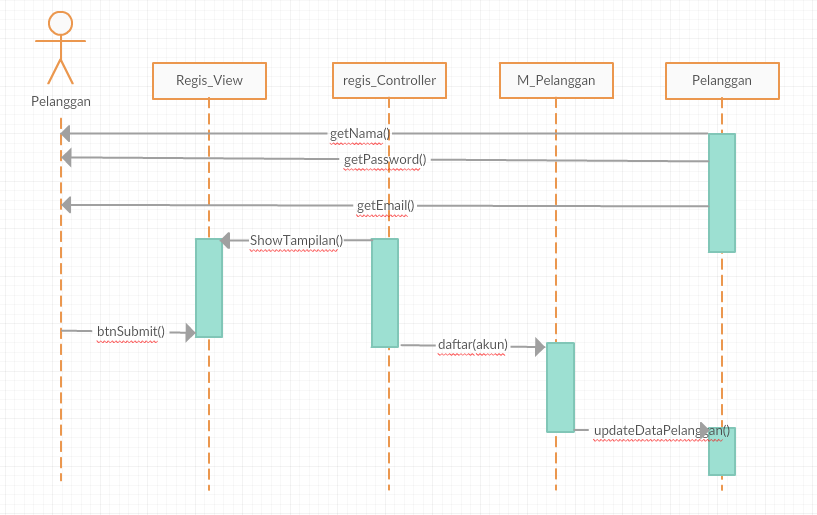 Pelanggan
Regis_View
regis_Controller
M_Pelanggan
Pelanggan
getNama()
getPassword()
getEmail()
ShowTampilan()
btnSubmit()
daftar(akun)
updateDataPelanggan()